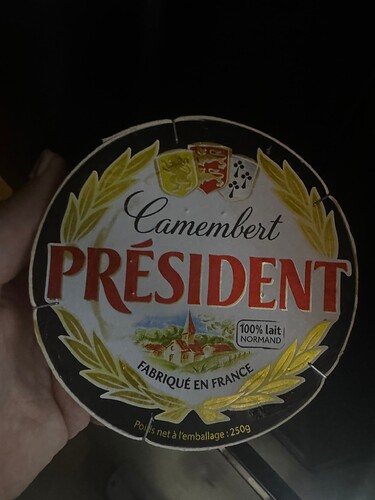 Camembert
PRÉSIDENT
100% lait
NORMAND
FABRIQUÉ EN FRANCE
Poids net à l'emballage : 250g